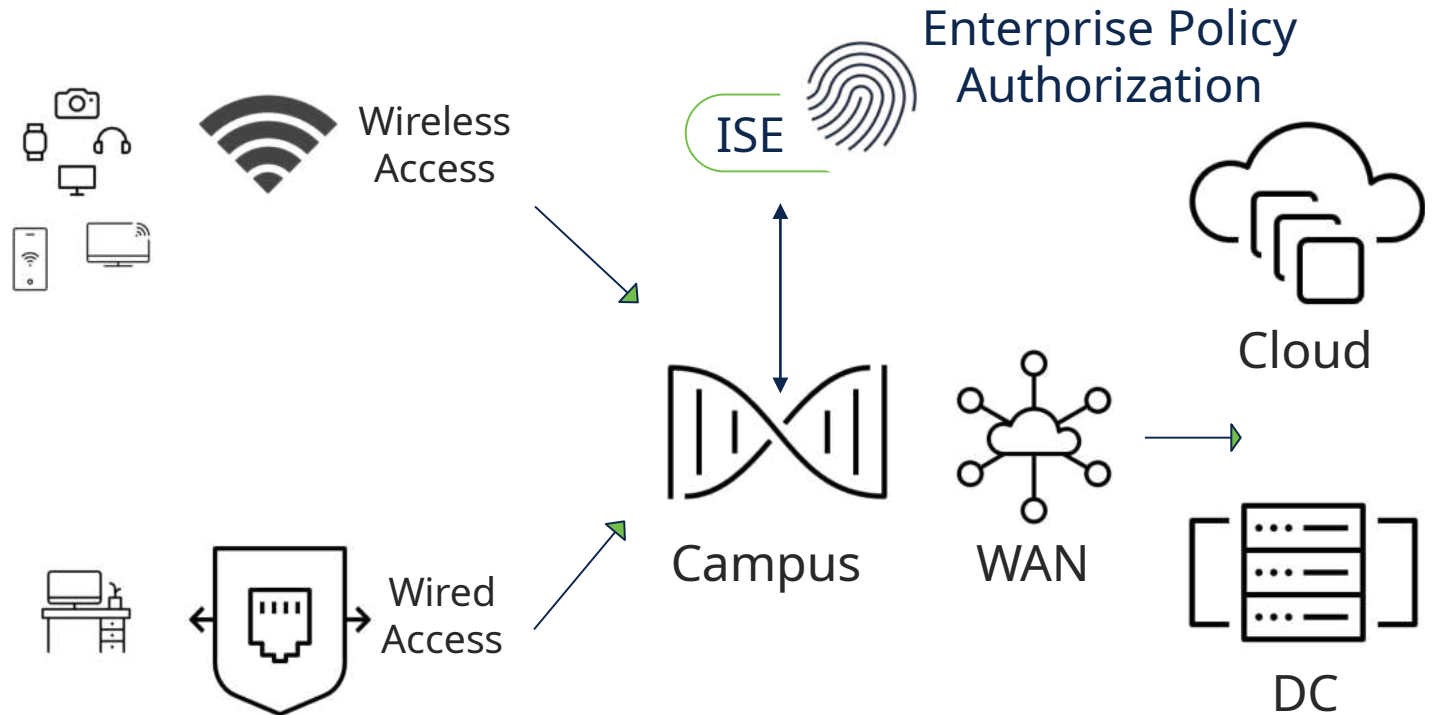 Enterprise Policy
Authorization
Wireless
Access
ISE
Cloud
Campus
WAN
Wired
Access
DC